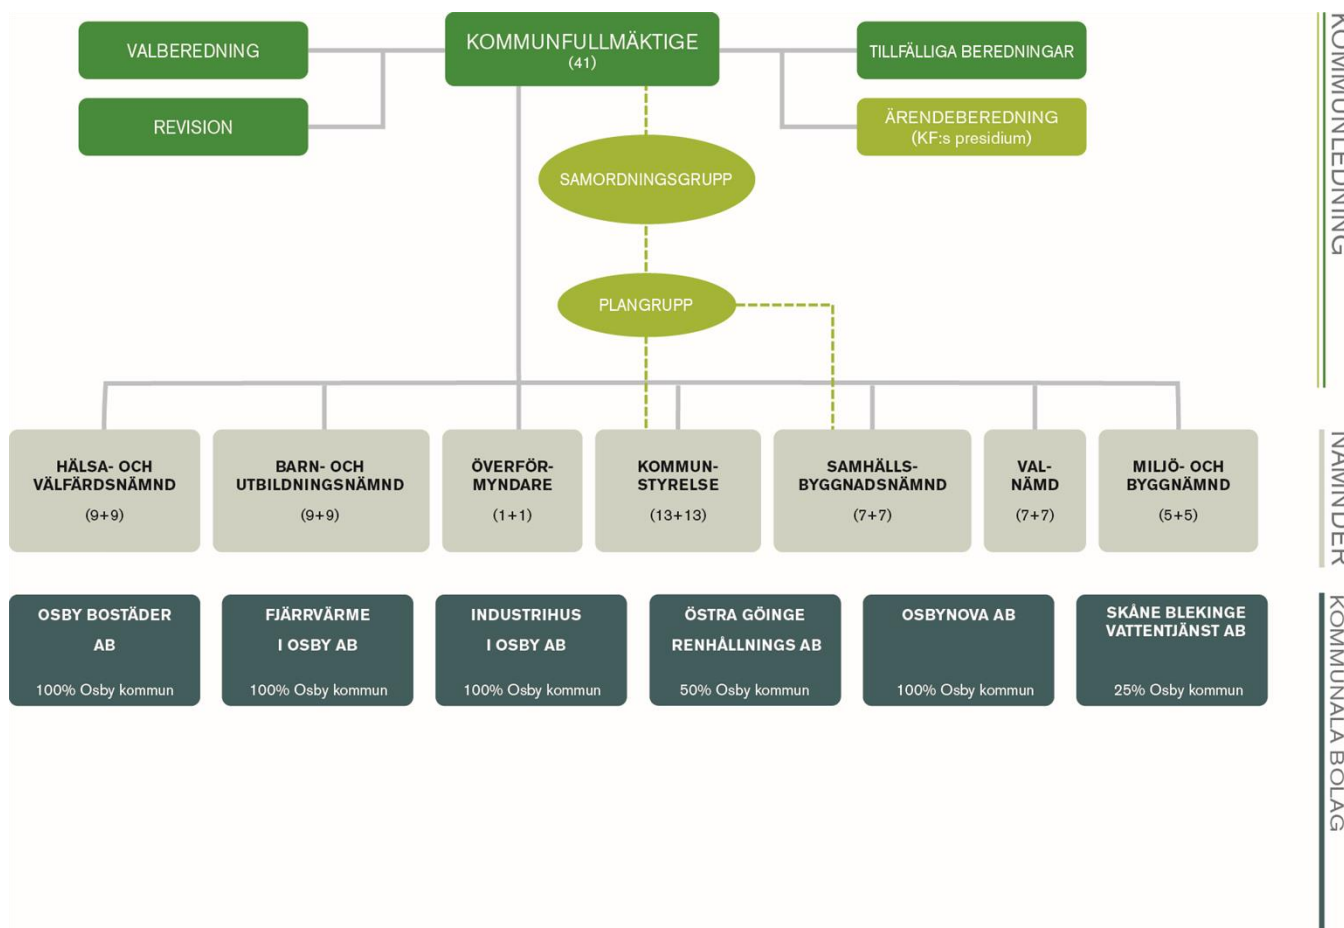 VALBEREDNING
KOMMUNFULLMÄKTIGE
(41)
TILLFÄLLIGA BEREDNINGAR
REVISION
ÄRENDEBEREDNING
(KF:s presidium)
SAMORDNINGSGRUPP
PLANGRUPP
KOMMUNLEDNING
HÄLSA- OCH
VÄLFÄRDSNÄMND
(9+9)
BARN- OCH
UTBILDNINGSNÄMND
(9+9)
ÖVERFÖR-
MYNDARE
(1+1)
KOMMUN-
STYRELSE
(13+13)
SAMHÄLLS-
BYGGNADSNÄMND
(7+7)
VAL-
NÄMD
(7+7)
MILJÖ- OCH
BYGGNÄMND
(5+5)
NÄMNDER
OSBY BOSTÄDER
AB
100% Osby kommun
FJÄRRVÄRME
I OSBY AB
100% Osby kommun
INDUSTRIHUS
I OSBY AB
100% Osby kommun
ÖSTRA GÖINGE
RENHÅLLNINGS AB
50% Osby kommun
OSBYNOVA AB
100% Osby kommun
SKÅNE BLEKINGE
VATTENTJÄNST AB
25% Osby kommun
KOMMUNALA BOLAG